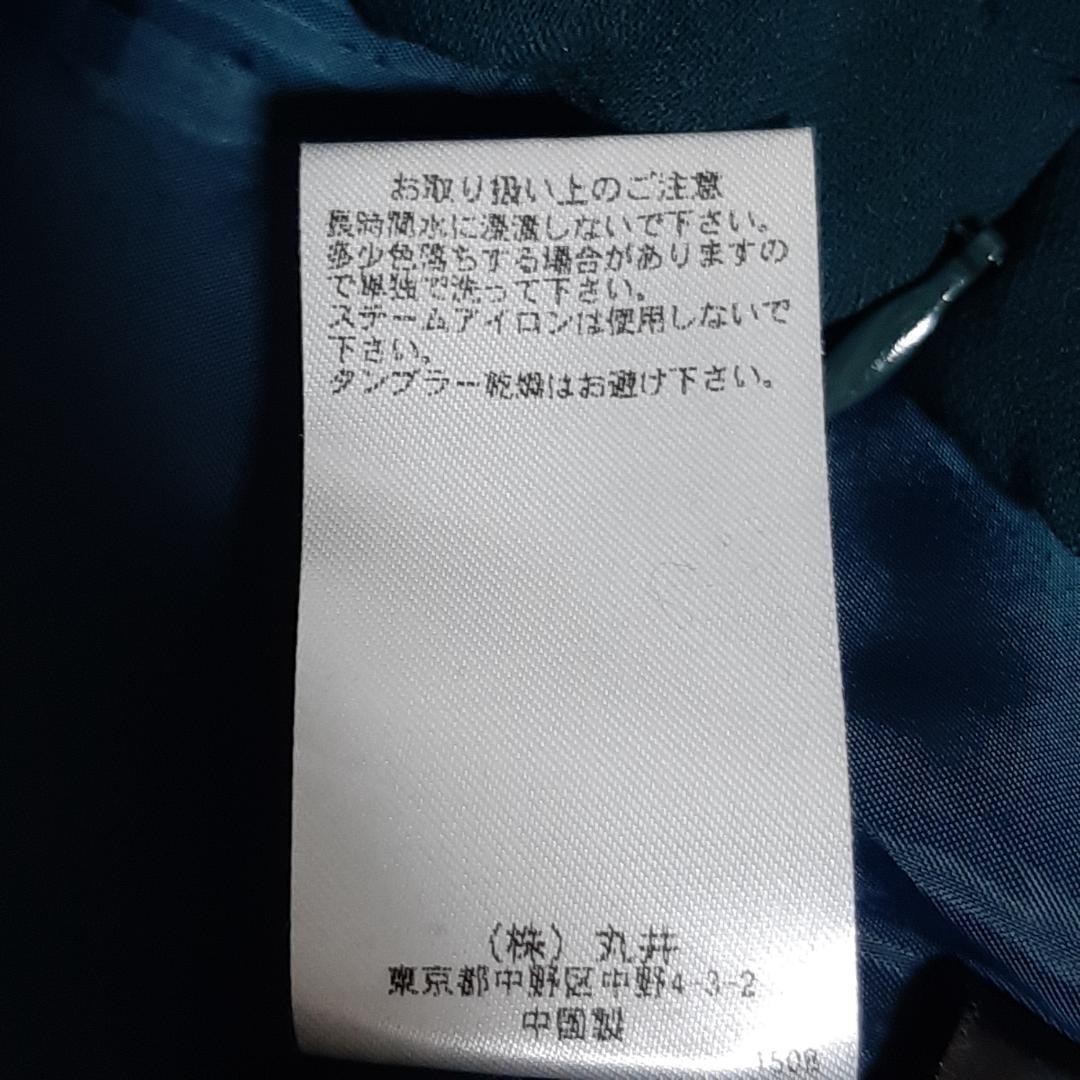 お取り扱い上のご注意
長時間水に浸漬しないで下さい。
多少色落ちする場合がありますの
で単独で洗って下さい。
スチームアイロンは使用しないで
下さい。
タンブラー乾燥はお避け下さい。
(株) 丸井
東京都中野区中野4-3-2
中国製